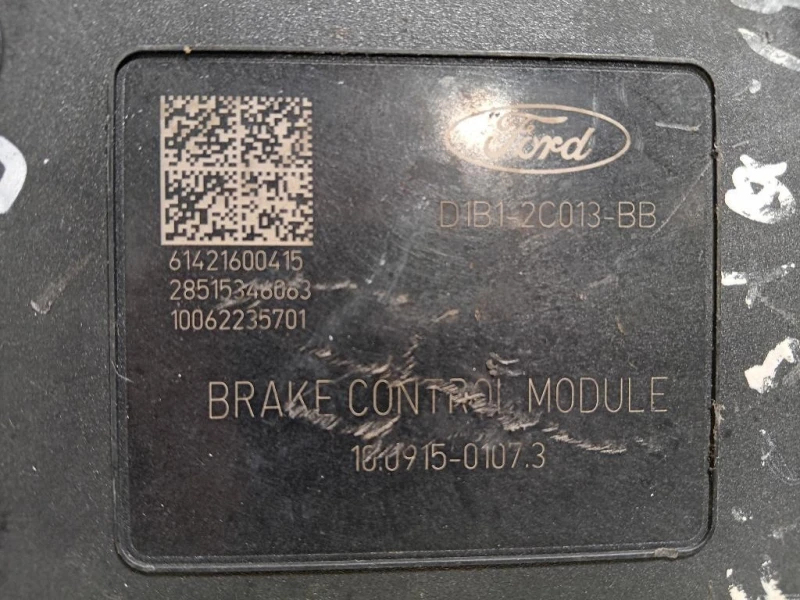 Ford
D1B1-2C013-BB
61421600415
28515346063
10062235701
BRAKE CONTROL MODULE
10.0915-0107.3